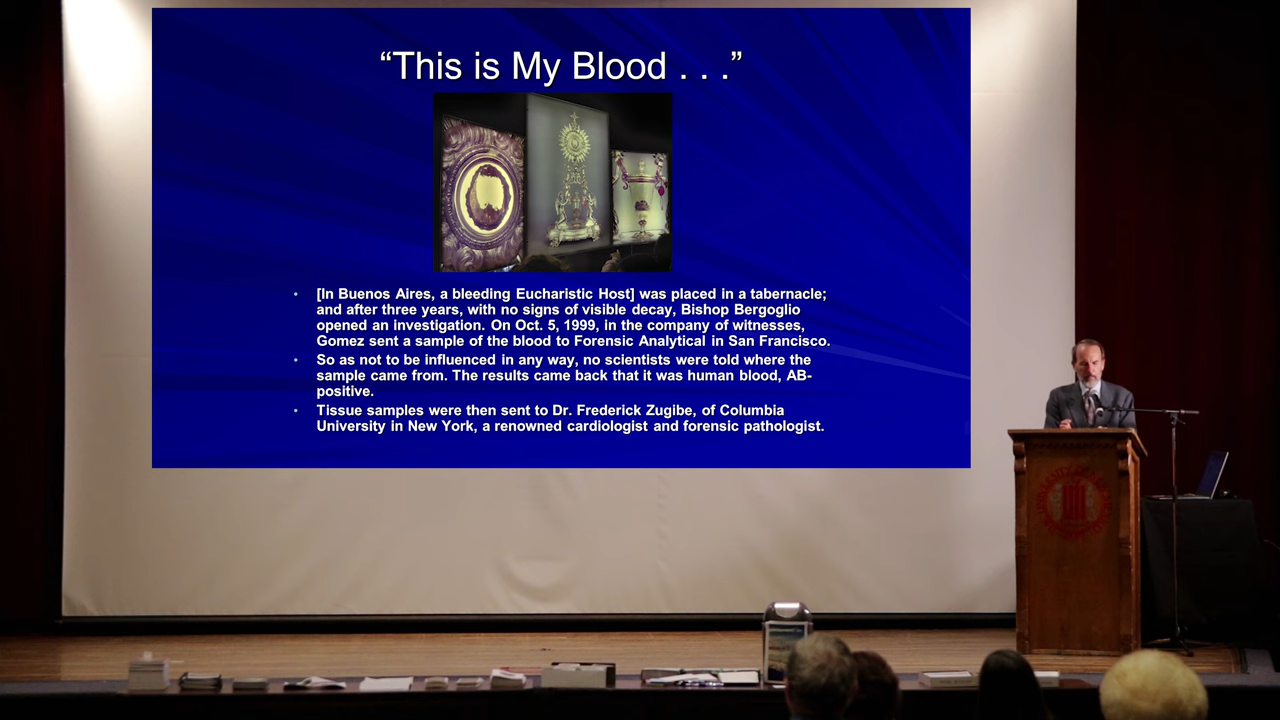 “This is My Blood . . .”
• [In Buenos Aires, a bleeding Eucharistic Host] was placed in a tabernacle;
and after three years, with no signs of visible decay, Bishop Bergoglio
opened an investigation. On Oct. 5, 1999, in the company of witnesses,
Gomez sent a sample of the blood to Forensic Analytical in San Francisco.
• So as not to be influenced in any way, no scientists were told where the
sample came from. The results came back that it was human blood, AB-
positive.
• Tissue samples were then sent to Dr. Frederick Zugibe, of Columbia
University in New York, a renowned cardiologist and forensic pathologist.